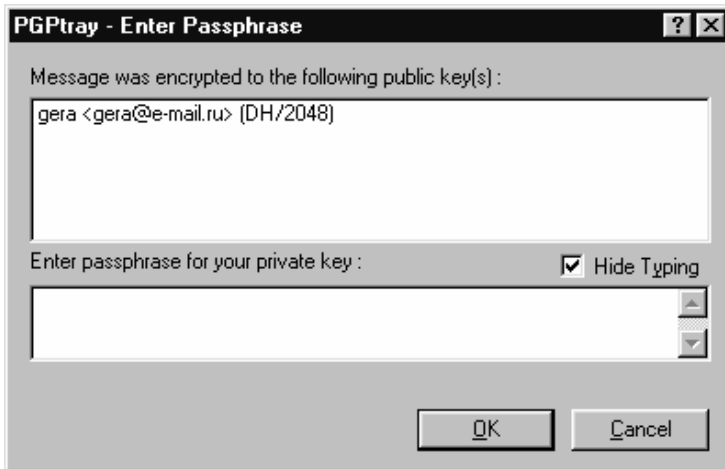 PGPtray - Enter Passphrase
Message was encrypted to the following public key(s) :
gera <gera@e-mail.ru> (DH/2048)
Enter passphrase for your private key :
Hide Typing
OK
Cancel